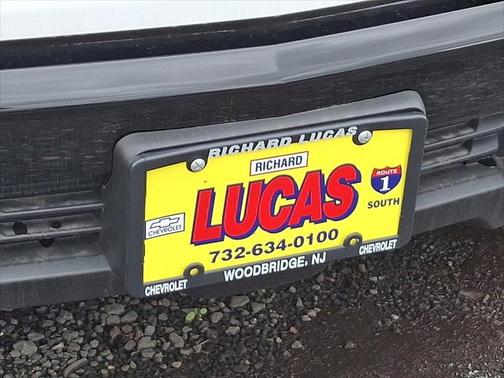 RICHARD LUCAS
RICHARD
LUCAS
ROUTE
1
SOUTH
CHEVROLET
732-634-0100
CHEVROLET
WOODBRIDGE, NJ
CHEVROLET